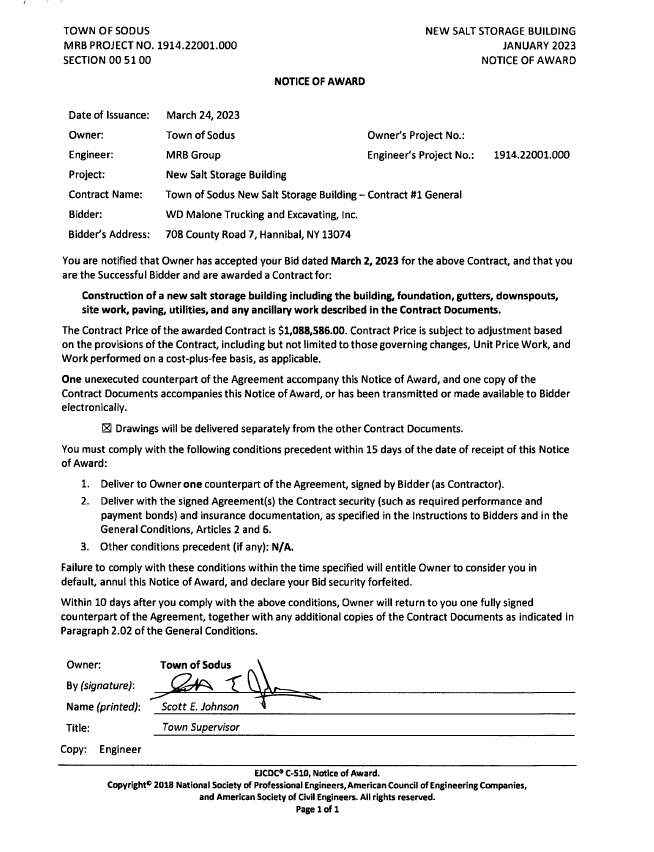 TOWN OF SODUS
MRB PROJECT NO. 1914.22001.000
SECTION 00 51 00
NEW SALT STORAGE BUILDING
JANUARY 2023
NOTICE OF AWARD
NOTICE OF AWARD
Date of Issuance: March 24, 2023
Owner: Town of Sodus Owner's Project No.:
Engineer: MRB Group Engineer's Project No.: 1914.22001.000
Project: New Salt Storage Building
Contract Name: Town of Sodus New Salt Storage Building – Contract #1 General
Bidder: WD Malone Trucking and Excavating, Inc.
Bidder's Address: 708 County Road 7, Hannibal, NY 13074
You are notified that Owner has accepted your Bid dated March 2, 2023 for the above Contract, and that you
are the Successful Bidder and are awarded a Contract for:
Construction of a new salt storage building including the building, foundation, gutters, downspouts,
site work, paving, utilities, and any ancillary work described in the Contract Documents.
The Contract Price of the awarded Contract is $1,088,586.00. Contract Price is subject to adjustment based
on the provisions of the Contract, including but not limited to those governing changes, Unit Price Work, and
Work performed on a cost-plus-fee basis, as applicable.
One unexecuted counterpart of the Agreement accompany this Notice of Award, and one copy of the
Contract Documents accompanies this Notice of Award, or has been transmitted or made available to Bidder
electronically.
☒ Drawings will be delivered separately from the other Contract Documents.
You must comply with the following conditions precedent within 15 days of the date of receipt of this Notice
of Award:
1. Deliver to Owner one counterpart of the Agreement, signed by Bidder (as Contractor).
2. Deliver with the signed Agreement(s) the Contract security (such as required performance and
payment bonds) and insurance documentation, as specified in the Instructions to Bidders and in the
General Conditions, Articles 2 and 6.
3. Other conditions precedent (if any): N/A.
Failure to comply with these conditions within the time specified will entitle Owner to consider you in
default, annul this Notice of Award, and declare your Bid security forfeited.
Within 10 days after you comply with the above conditions, Owner will return to you one fully signed
counterpart of the Agreement, together with any additional copies of the Contract Documents as indicated in
Paragraph 2.02 of the General Conditions.
Owner: Town of Sodus
By (signature):
Name (printed): Scott E. Johnson
Title: Town Supervisor
Copy: Engineer
EJCDC® C-510, Notice of Award.
Copyright© 2018 National Society of Professional Engineers, American Council of Engineering Companies,
and American Society of Civil Engineers. All rights reserved.
Page 1 of 1